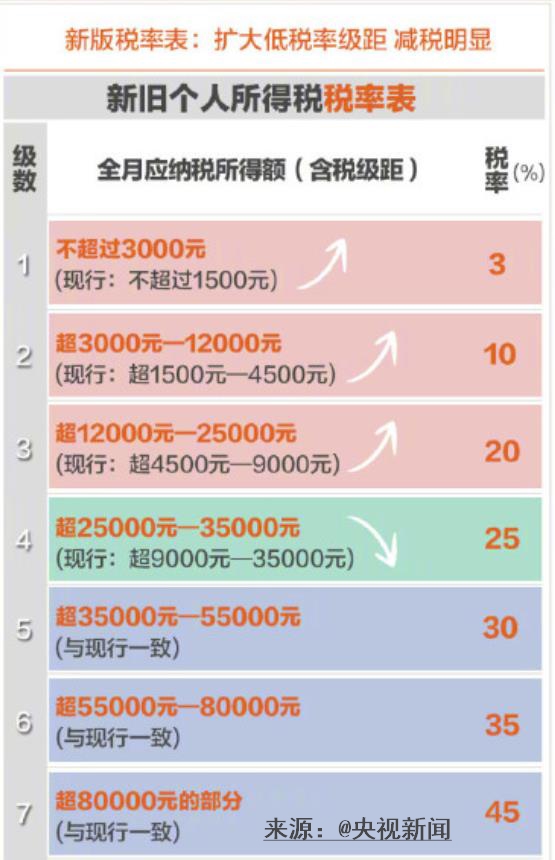 新版税率表：扩大低税率级距 减税明显
新旧个人所得税税率表
级数 全月应纳税所得额（含税级距） 税率(%)
1 不超过3000元 3
(现行：不超过1500元)
2 超3000元—12000元 10
(现行：超1500元—4500元)
3 超12000元—25000元 20
(现行：超4500元—9000元)
4 超25000元—35000元 25
(现行：超9000元—35000元)
5 超35000元—55000元 30
(与现行一致)
6 超55000元—80000元 35
(与现行一致)
7 超80000元的部分 45
(与现行一致)
来源：@央视新闻